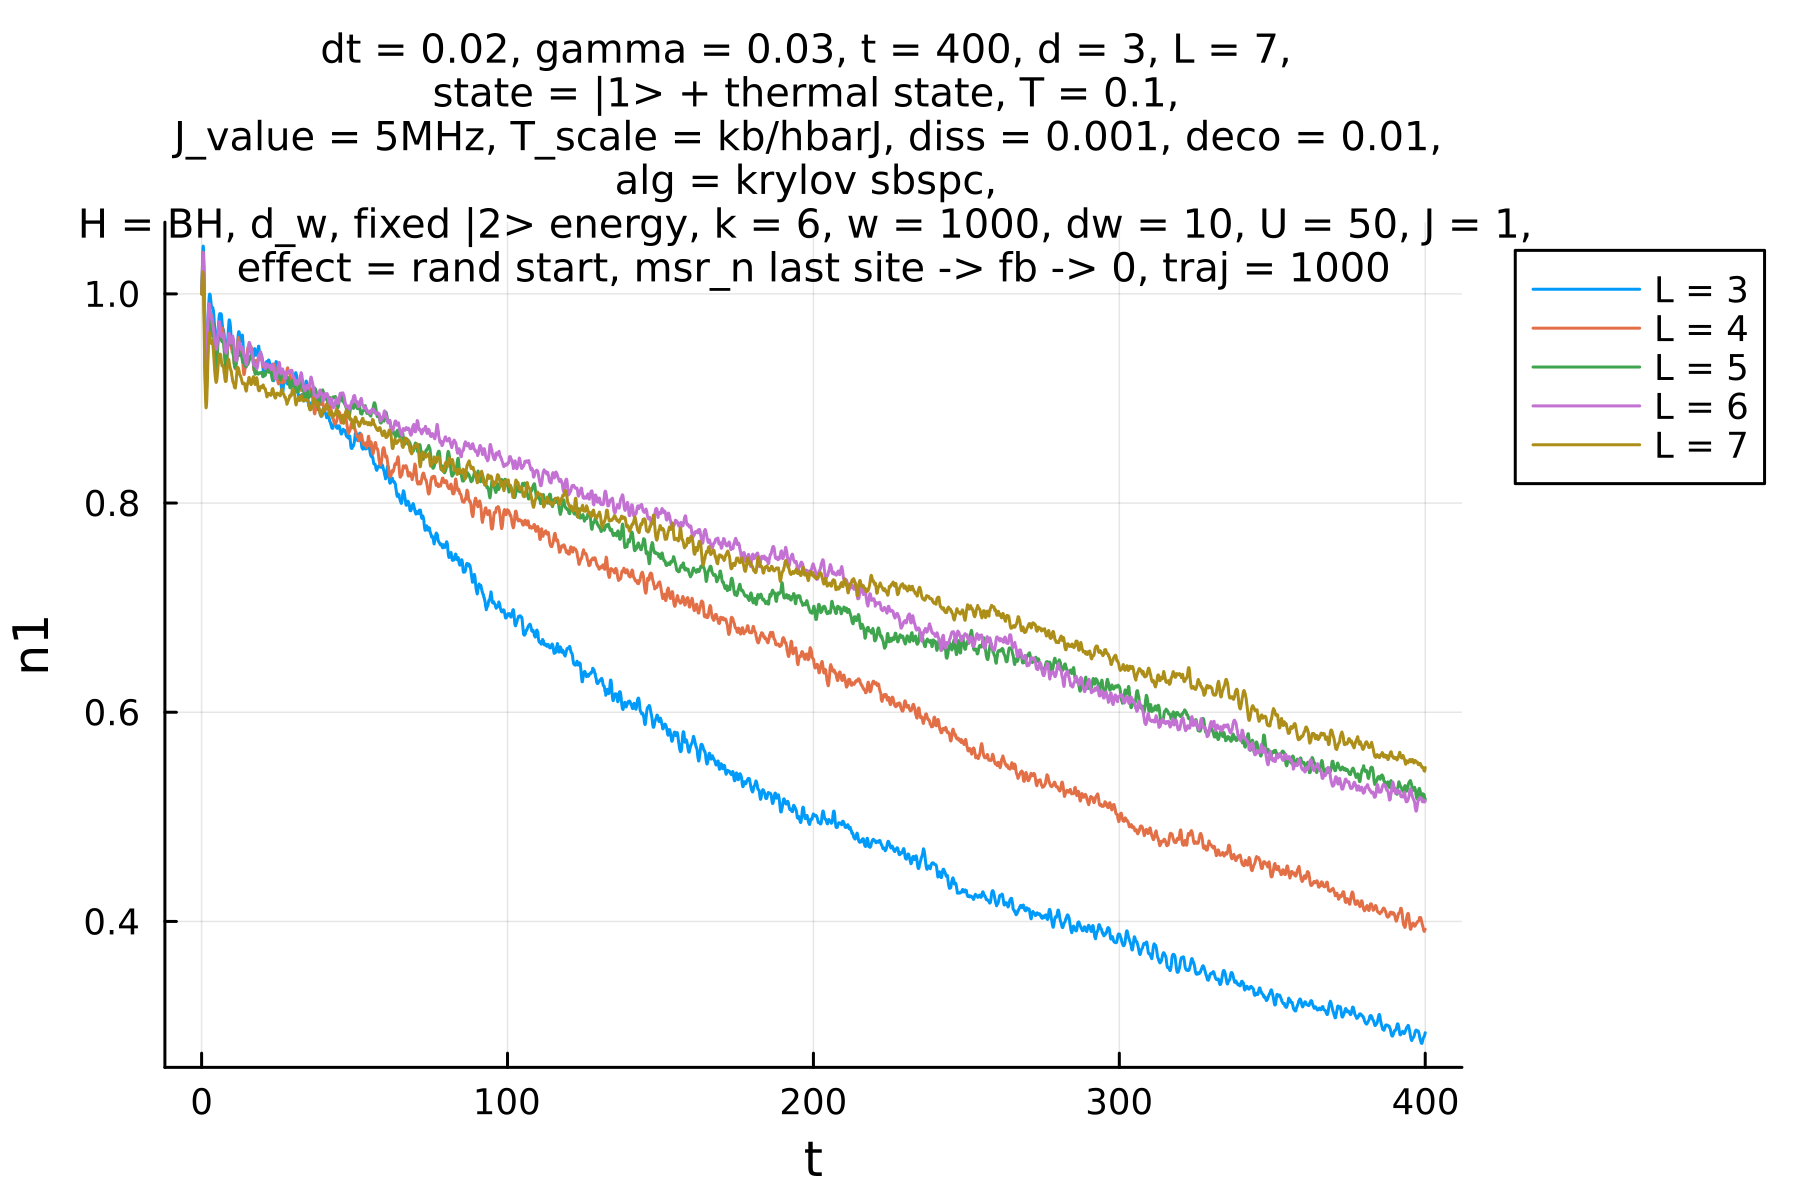 dt = 0.02, gamma = 0.03, t = 400, d = 3, L = 7,
state = |1> + thermal state, T = 0.1,
J_value = 5MHz, T_scale = kb/hbarJ, diss = 0.001, deco = 0.01,
alg = krylov sbspc,
H = BH, d_w, fixed |2> energy, k = 6, w = 1000, dw = 10, U = 50, J = 1,
effect = rand start, msr_n last site -> fb -> 0, traj = 1000
L = 3
L = 4
L = 5
L = 6
L = 7
n1
1.0
0.8
0.6
0.4
0 100 200 300 400
t